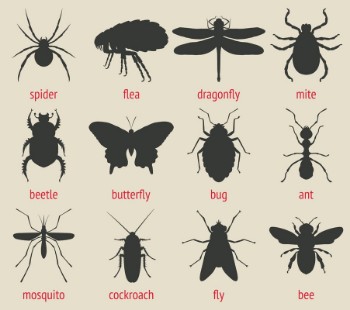 spider flea dragonfly mite
beetle butterfly bug ant
mosquito cockroach fly bee